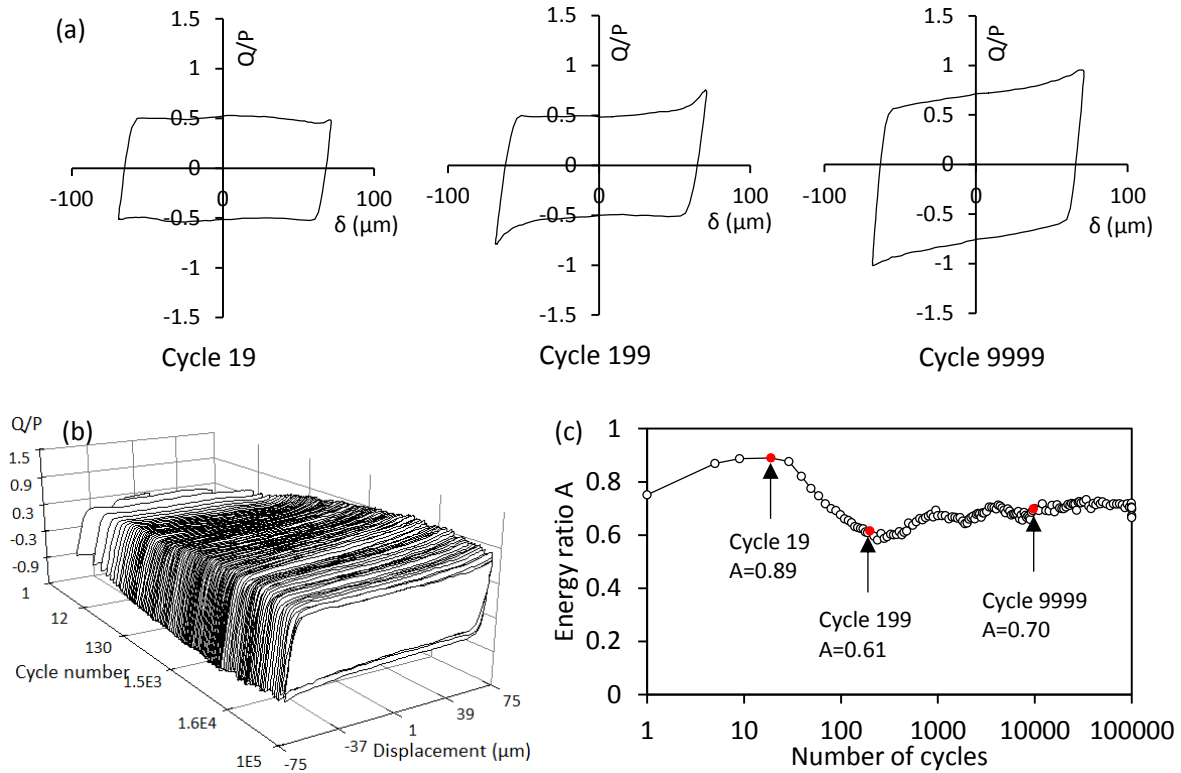 (a)
1.5
1
0.5
0
-0.5
-1
-1.5
-100
0
100
Q/P
δ (μm)
Cycle 19
1.5
1
0.5
0
-0.5
-1
-1.5
-100
0
100
Q/P
δ (μm)
Cycle 199
1.5
1
0.5
0
-0.5
-1
-1.5
-100
0
100
Q/P
δ (μm)
Cycle 9999
(b)
Q/P
1.5
0.9
0.3
-0.3
-0.9
1
12
130
1.5E3
1.6E4
1E5
Cycle number
-75
-37
1
39
75
Displacement (μm)
(c)
Energy ratio A
1
0.8
0.6
0.4
0.2
0
Cycle 19
A=0.89
Cycle 199
A=0.61
Cycle 9999
A=0.70
1
10
100
1000
10000
100000
Number of cycles